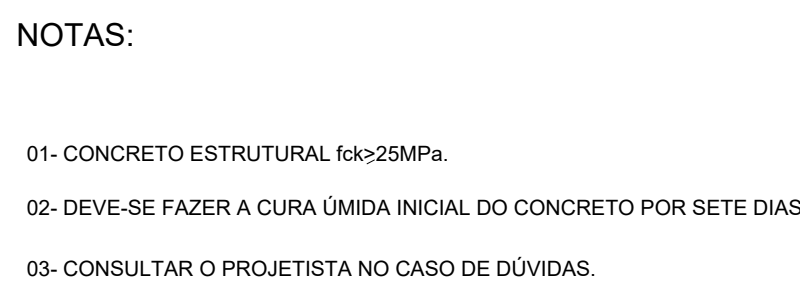 NOTAS:
01- CONCRETO ESTRUTURAL fck≥25MPa.
02- DEVE-SE FAZER A CURA ÚMIDA INICIAL DO CONCRETO POR SETE DIAS
03- CONSULTAR O PROJETISTA NO CASO DE DÚVIDAS.